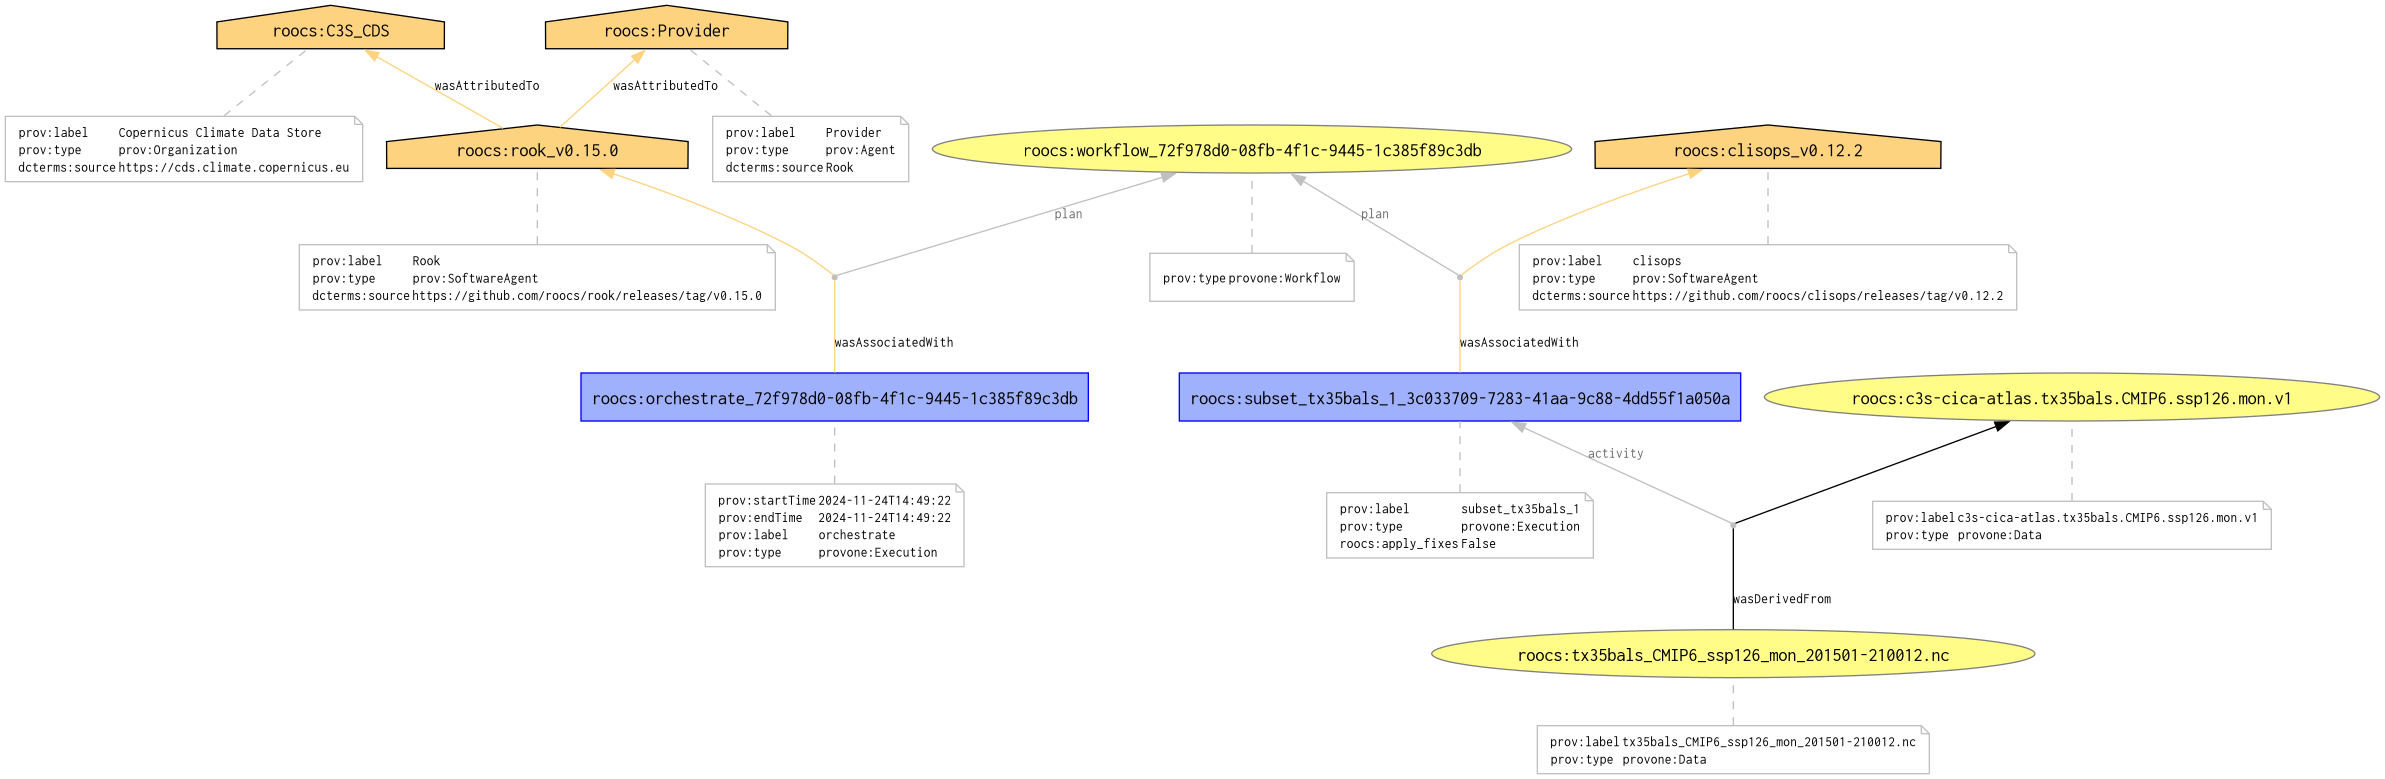 roocs:C3S_CDS
roocs:Provider
wasAttributedTo
wasAttributedTo
prov:label Copernicus Climate Data Store
prov:type prov:Organization
dcterms:source https://cds.climate.copernicus.eu
roocs:rook_v0.15.0
prov:label Provider
prov:type prov:Agent
dcterms:source Rook
roocs:workflow_72f978d0-08fb-4f1c-9445-1c385f89c3db
roocs:clisops_v0.12.2
plan
plan
prov:label Rook
prov:type prov:SoftwareAgent
dcterms:source https://github.com/roocs/rook/releases/tag/v0.15.0
prov:type provone:Workflow
prov:label clisops
prov:type prov:SoftwareAgent
dcterms:source https://github.com/roocs/clisops/releases/tag/v0.12.2
wasAssociatedWith
wasAssociatedWith
roocs:orchestrate_72f978d0-08fb-4f1c-9445-1c385f89c3db
roocs:subset_tx35bals_1_3c033709-7283-41aa-9c88-4dd55f1a050a
roocs:c3s-cica-atlas.tx35bals.CMIP6.ssp126.mon.v1
activity
prov:startTime 2024-11-24T14:49:22
prov:endTime 2024-11-24T14:49:22
prov:label orchestrate
prov:type provone:Execution
prov:label subset_tx35bals_1
prov:type provone:Execution
roocs:apply_fixes False
prov:label c3s-cica-atlas.tx35bals.CMIP6.ssp126.mon.v1
prov:type provone:Data
wasDerivedFrom
roocs:tx35bals_CMIP6_ssp126_mon_201501-210012.nc
prov:label tx35bals_CMIP6_ssp126_mon_201501-210012.nc
prov:type provone:Data